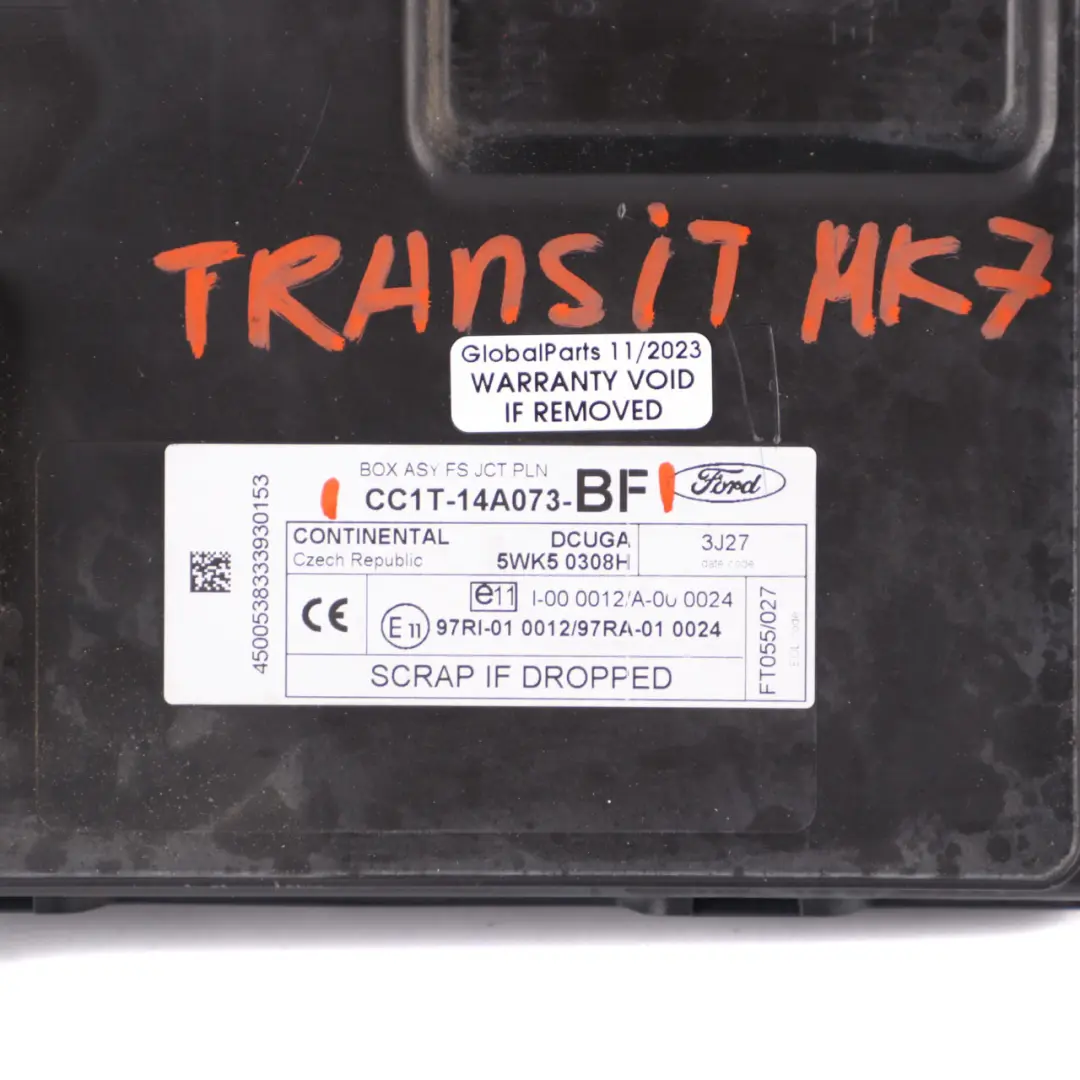 TRANSIT MK7
GlobalParts 11/2023
WARRANTY VOID
IF REMOVED
BOX ASY FS JCT PLN
CC1T-14A073-BF
Ford
CONTINENTAL DCUGA
Czech Republic 5WK5 0308H
3J27
date code
e11 I-00 0012/A-00 0024
CE
E11 97RI-01 0012/97RA-01 0024
SCRAP IF DROPPED
FT055/027
EOL code
4500538333930153